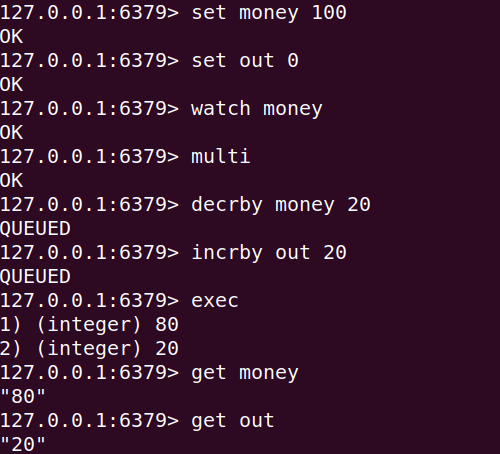 127.0.0.1:6379> set money 100
OK
127.0.0.1:6379> set out 0
OK
127.0.0.1:6379> watch money
OK
127.0.0.1:6379> multi
OK
127.0.0.1:6379> decrby money 20
QUEUED
127.0.0.1:6379> incrby out 20
QUEUED
127.0.0.1:6379> exec
1) (integer) 80
2) (integer) 20
127.0.0.1:6379> get money
"80"
127.0.0.1:6379> get out
"20"